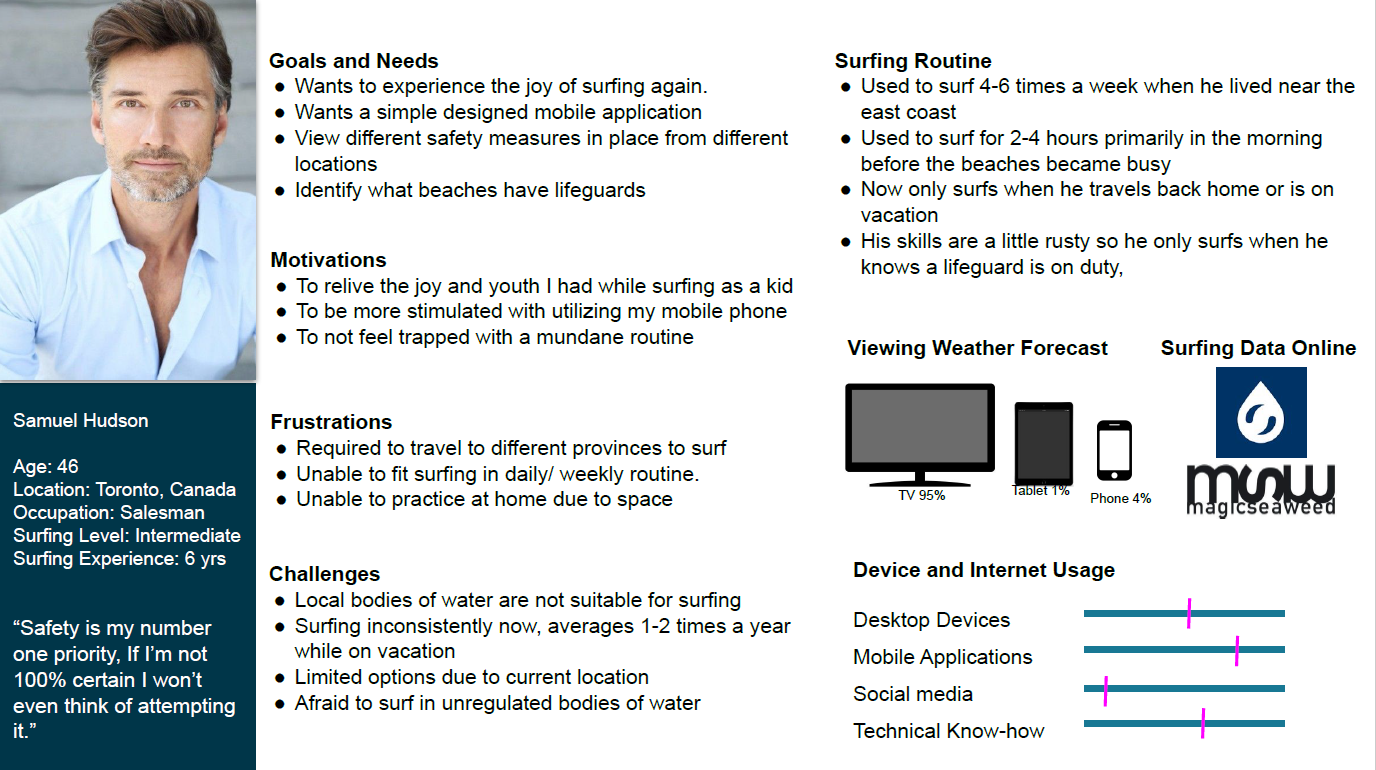 Samuel Hudson
Age: 46
Location: Toronto, Canada
Occupation: Salesman
Surfing Level: Intermediate
Surfing Experience: 6 yrs
“Safety is my number
one priority, If I’m not
100% certain I won’t
even think of attempting
it.”
Goals and Needs
● Wants to experience the joy of surfing again.
● Wants a simple designed mobile application
● View different safety measures in place from different
locations
● Identify what beaches have lifeguards
Motivations
● To relive the joy and youth I had while surfing as a kid
● To be more stimulated with utilizing my mobile phone
● To not feel trapped with a mundane routine
Frustrations
● Required to travel to different provinces to surf
● Unable to fit surfing in daily/ weekly routine.
● Unable to practice at home due to space
Challenges
● Local bodies of water are not suitable for surfing
● Surfing inconsistently now, averages 1-2 times a year
while on vacation
● Limited options due to current location
● Afraid to surf in unregulated bodies of water
Surfing Routine
● Used to surf 4-6 times a week when he lived near the
east coast
● Used to surf for 2-4 hours primarily in the morning
before the beaches became busy
● Now only surfs when he travels back home or is on
vacation
● His skills are a little rusty so he only surfs when he
knows a lifeguard is on duty,
Viewing Weather Forecast
TV 95%
Tablet 1%
Phone 4%
Surfing Data Online
msw
magicseaweed
Device and Internet Usage
Desktop Devices
Mobile Applications
Social media
Technical Know-how